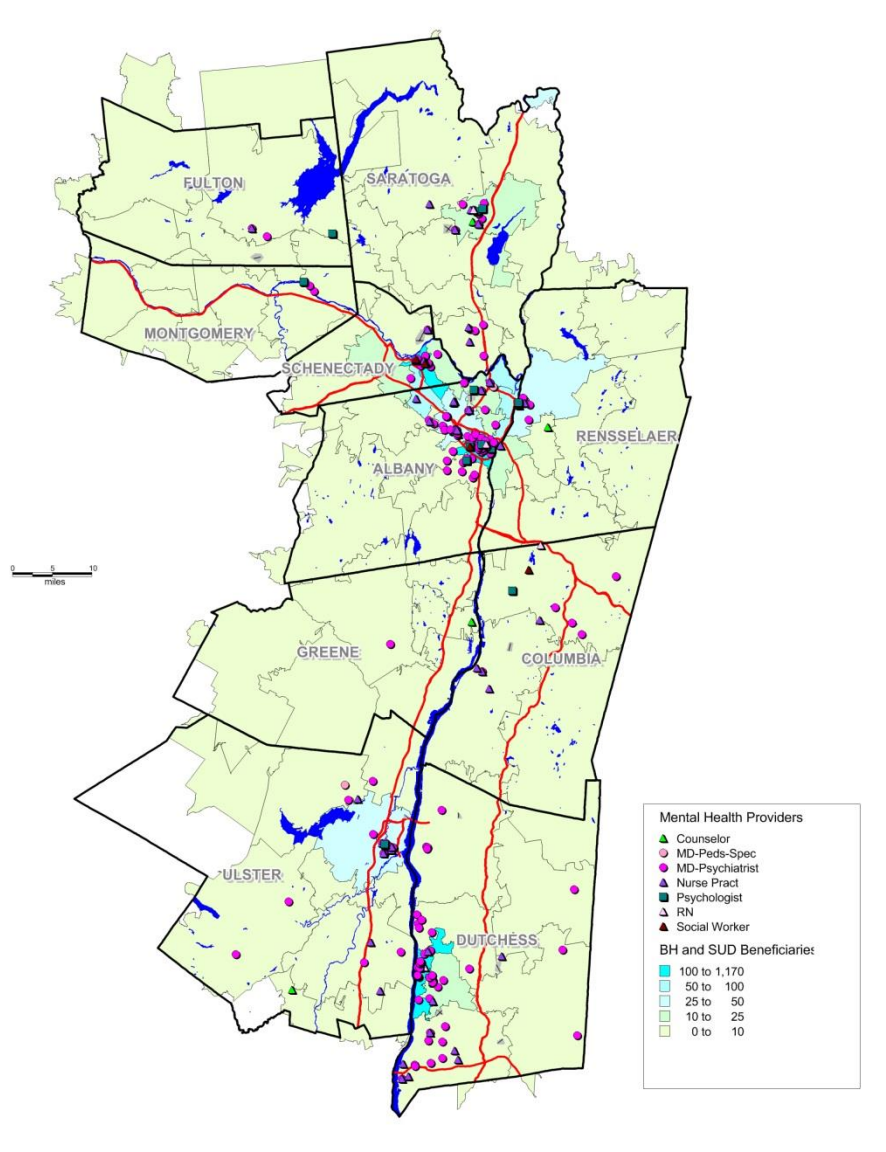 FULTON
SARATOGA
MONTGOMERY
SCHENECTADY
RENSSELAER
ALBANY
0 5 10
miles
GREENE
COLUMBIA
ULSTER
DUTCHESS
Mental Health Providers
Counselor
MD-Peds-Spec
MD-Psychiatrist
Nurse Pract
Psychologist
RN
Social Worker
BH and SUD Beneficiaries
100 to 1,170
50 to 100
25 to 50
10 to 25
0 to 10